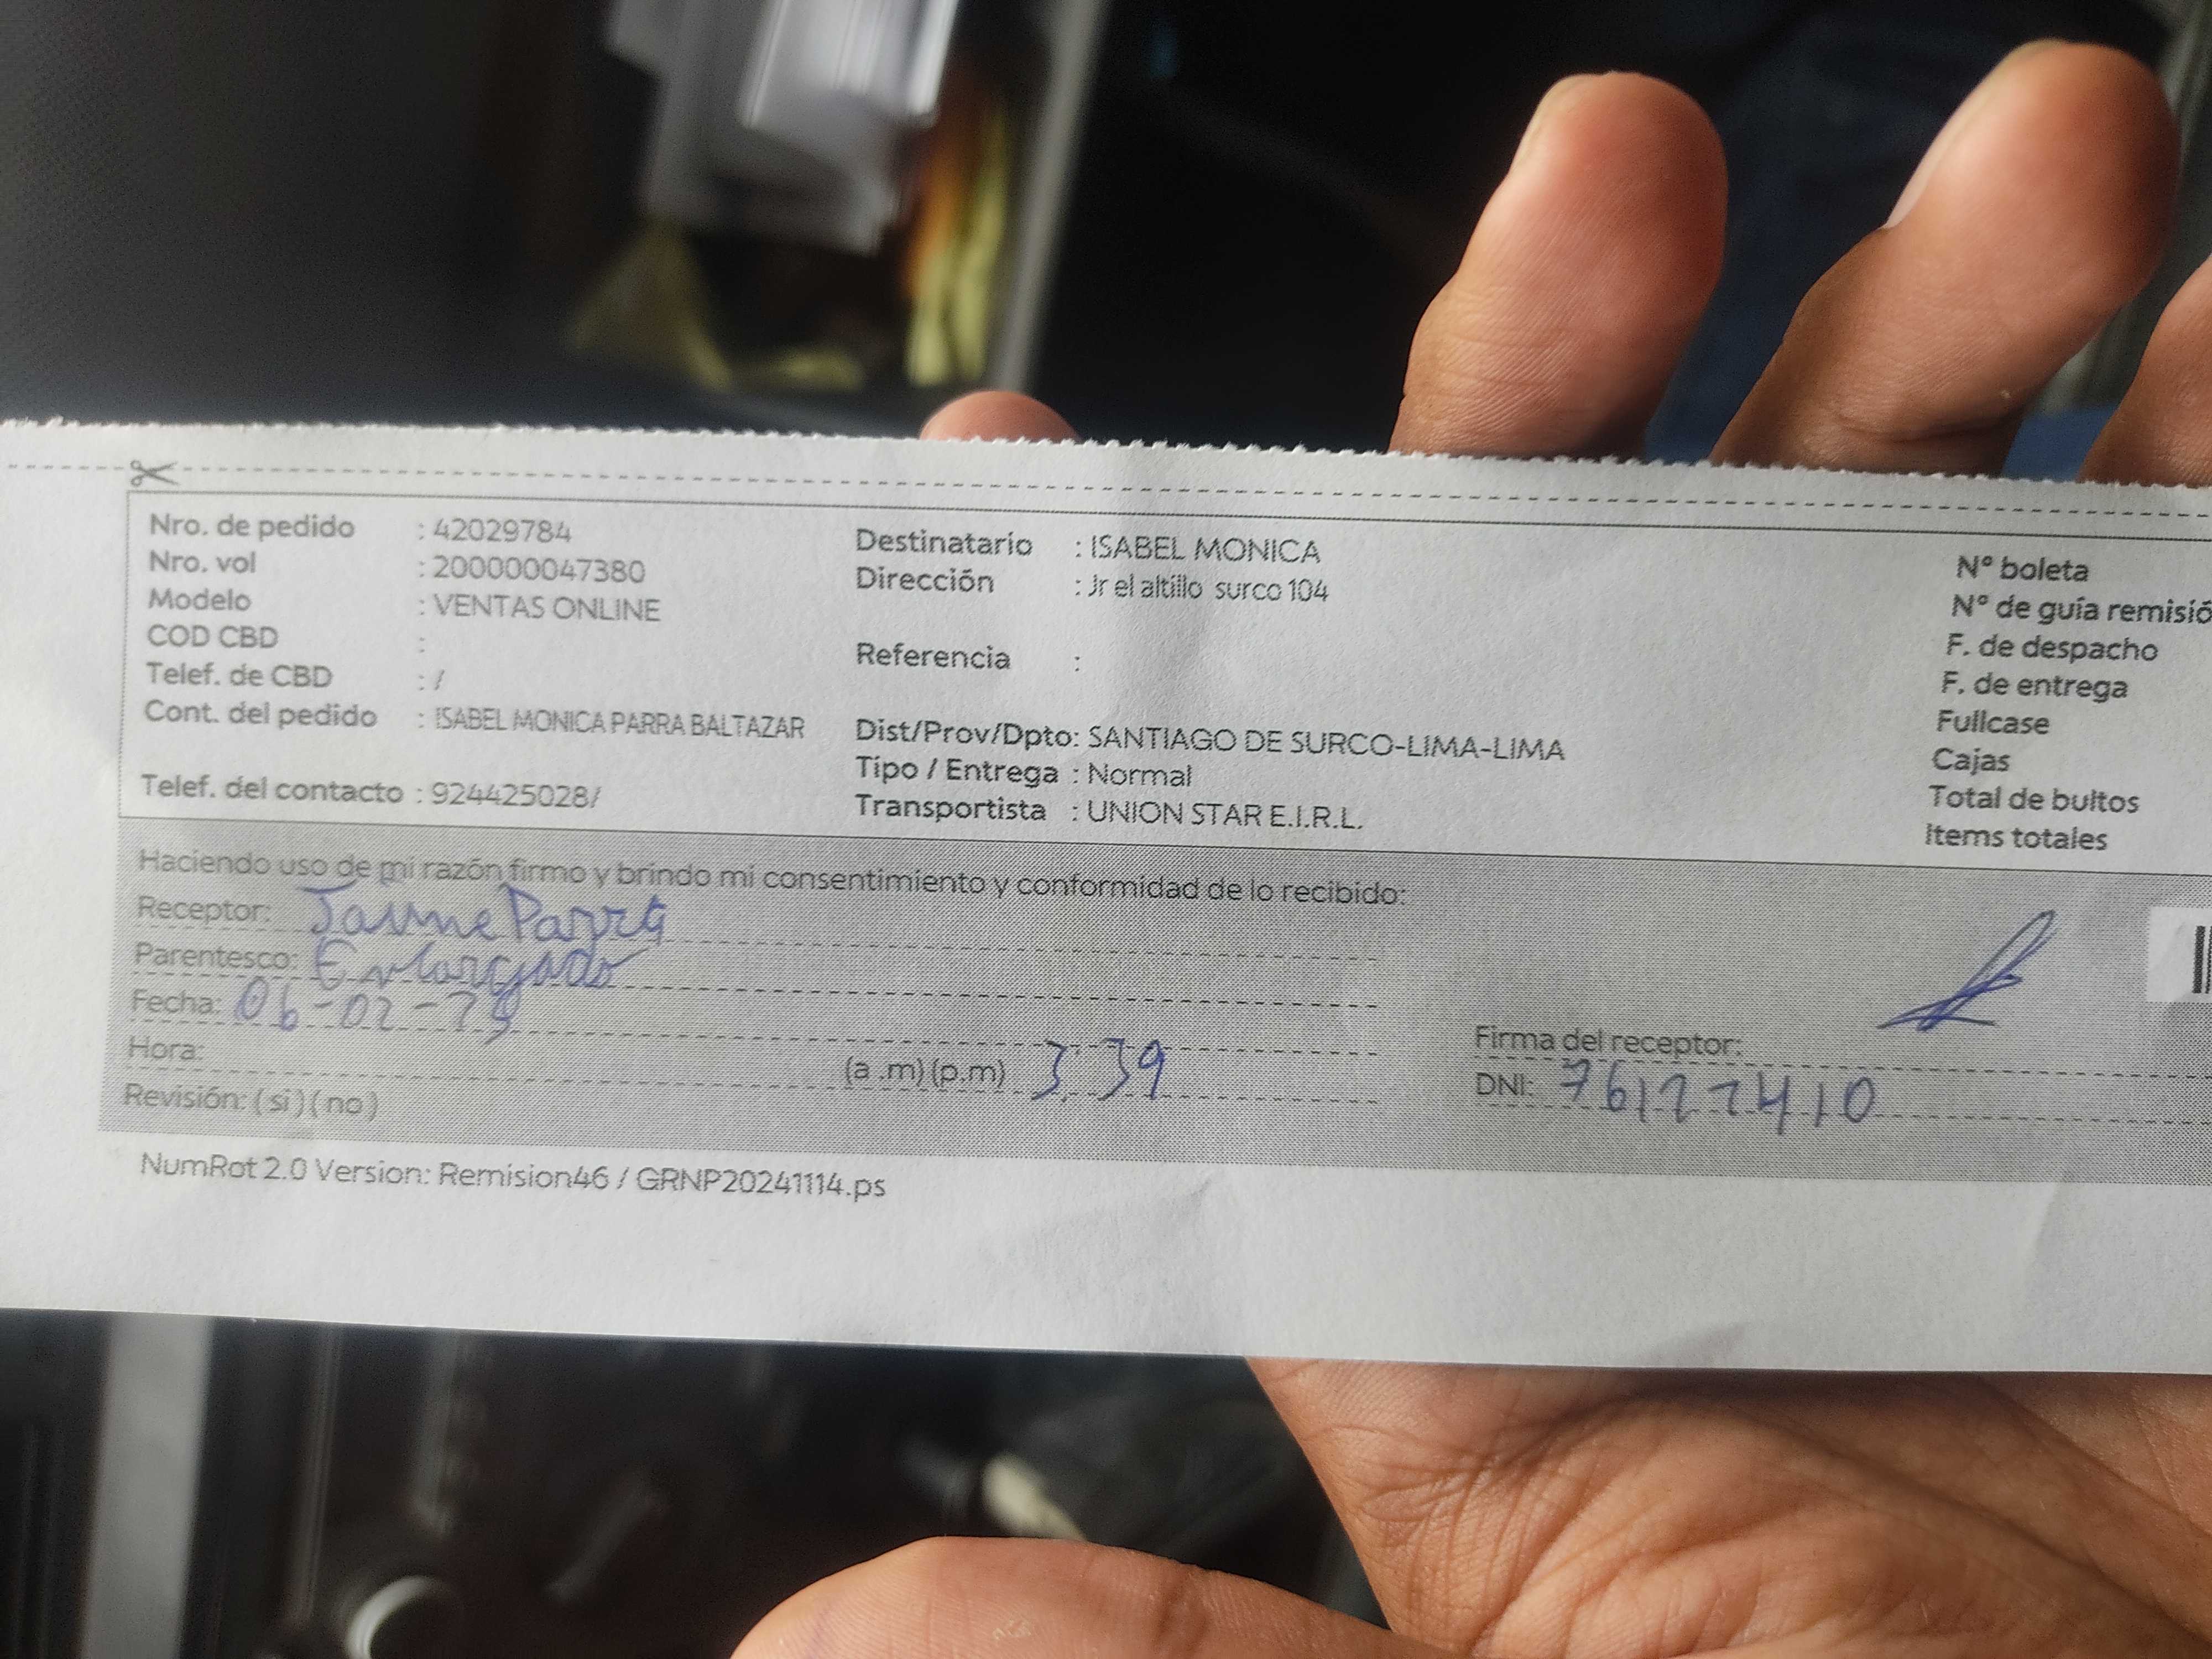 Nro. de pedido : 42029784
Nro. vol : 200000047380
Modelo : VENTAS ONLINE
COD CBD :
Telef. de CBD : /
Cont. del pedido : ISABEL MONICA PARRA BALTAZAR
Telef. del contacto : 924425028/
Destinatario : ISABEL MONICA
Dirección : Jr el altillo surco 104
Referencia :
Dist/Prov/Dpto: SANTIAGO DE SURCO-LIMA-LIMA
Tipo / Entrega : Normal
Transportista : UNION STAR E.I.R.L.
N° boleta
N° de guia remisió
F. de despacho
F. de entrega
Fullcase
Cajas
Total de bultos
Items totales
Haciendo uso de mi razón firmo y brindo mi consentimiento y conformidad de lo recibido:
Receptor: Jaime Parra
Parentesco: Encargado
Fecha: 06-02-25
Hora: (a .m) (p.m) 3:39
Revisión: ( si ) ( no )
Firma del receptor:
DNI: 76122410
NumRot 2.0 Version: Remision46 / GRNP20241114.ps